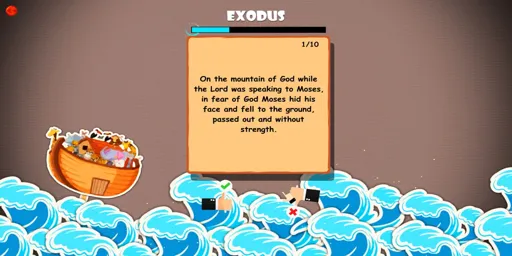 EXODUS
1/10
On the mountain of God while
the Lord was speaking to Moses,
in fear of God Moses hid his
face and fell to the ground,
passed out and without
strength.